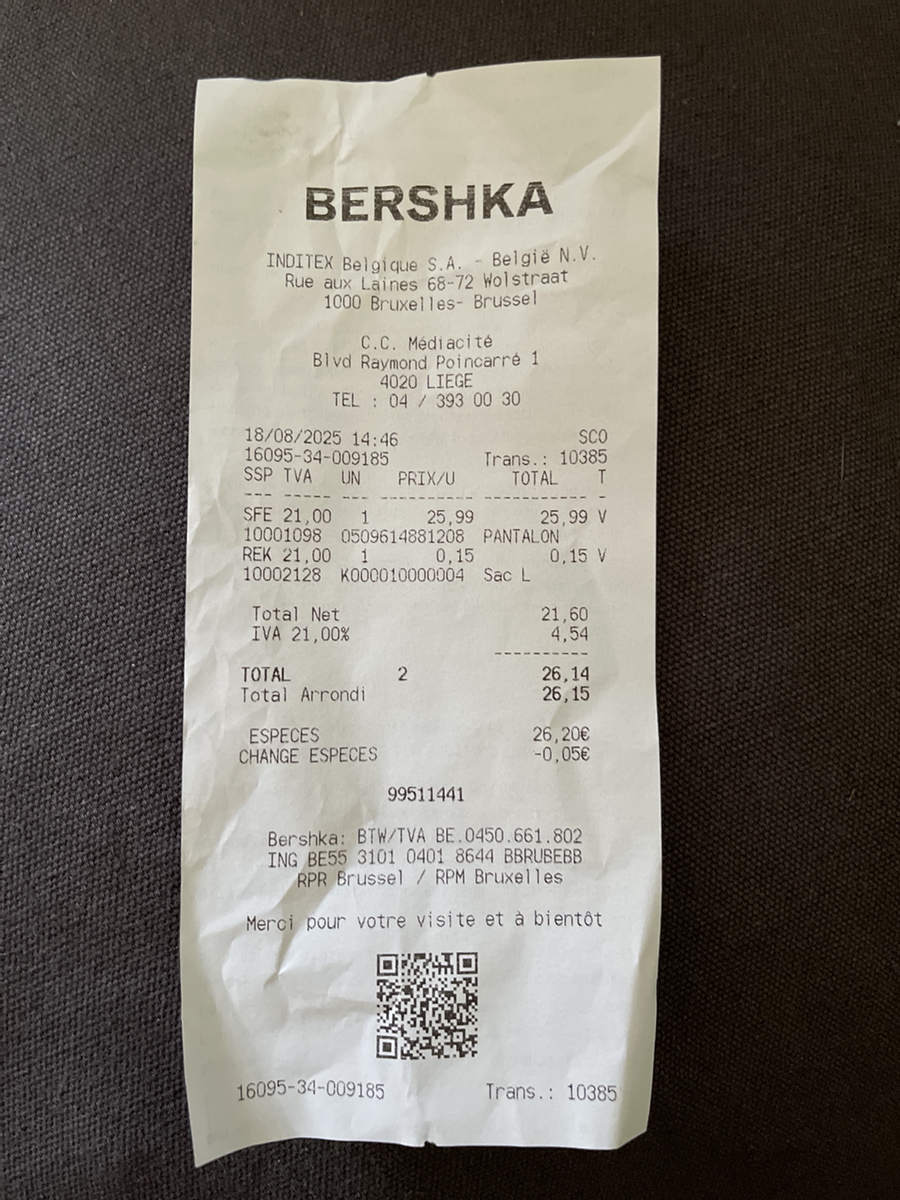 BERSHKA
INDITEX Belgique S.A. - België N.V.
Rue aux Laines 68-72 Wolstraat
1000 Bruxelles- Brussel
C.C. Médiacité
Blvd Raymond Poincarré 1
4020 LIEGE
TEL : 04 / 393 00 30
18/08/2025 14:46 SCO
16095-34-009185 Trans.: 10385
SSP TVA UN PRIX/U TOTAL T
--- ----- --- ---------- ----------- -
SFE 21,00 1 25,99 25,99 V
10001098 0509614881208 PANTALON
REK 21,00 1 0,15 0,15 V
10002128 K000010000004 Sac L
Total Net 21,60
IVA 21,00% 4,54
----------
TOTAL 2 26,14
Total Arrondi 26,15
ESPECES 26,20€
CHANGE ESPECES -0,05€
99511441
Bershka: BTW/TVA BE.0450.661.802
ING BE55 3101 0401 8644 BBRUBEBB
RPR Brussel / RPM Bruxelles
Merci pour votre visite et à bientôt
16095-34-009185 Trans.: 10385